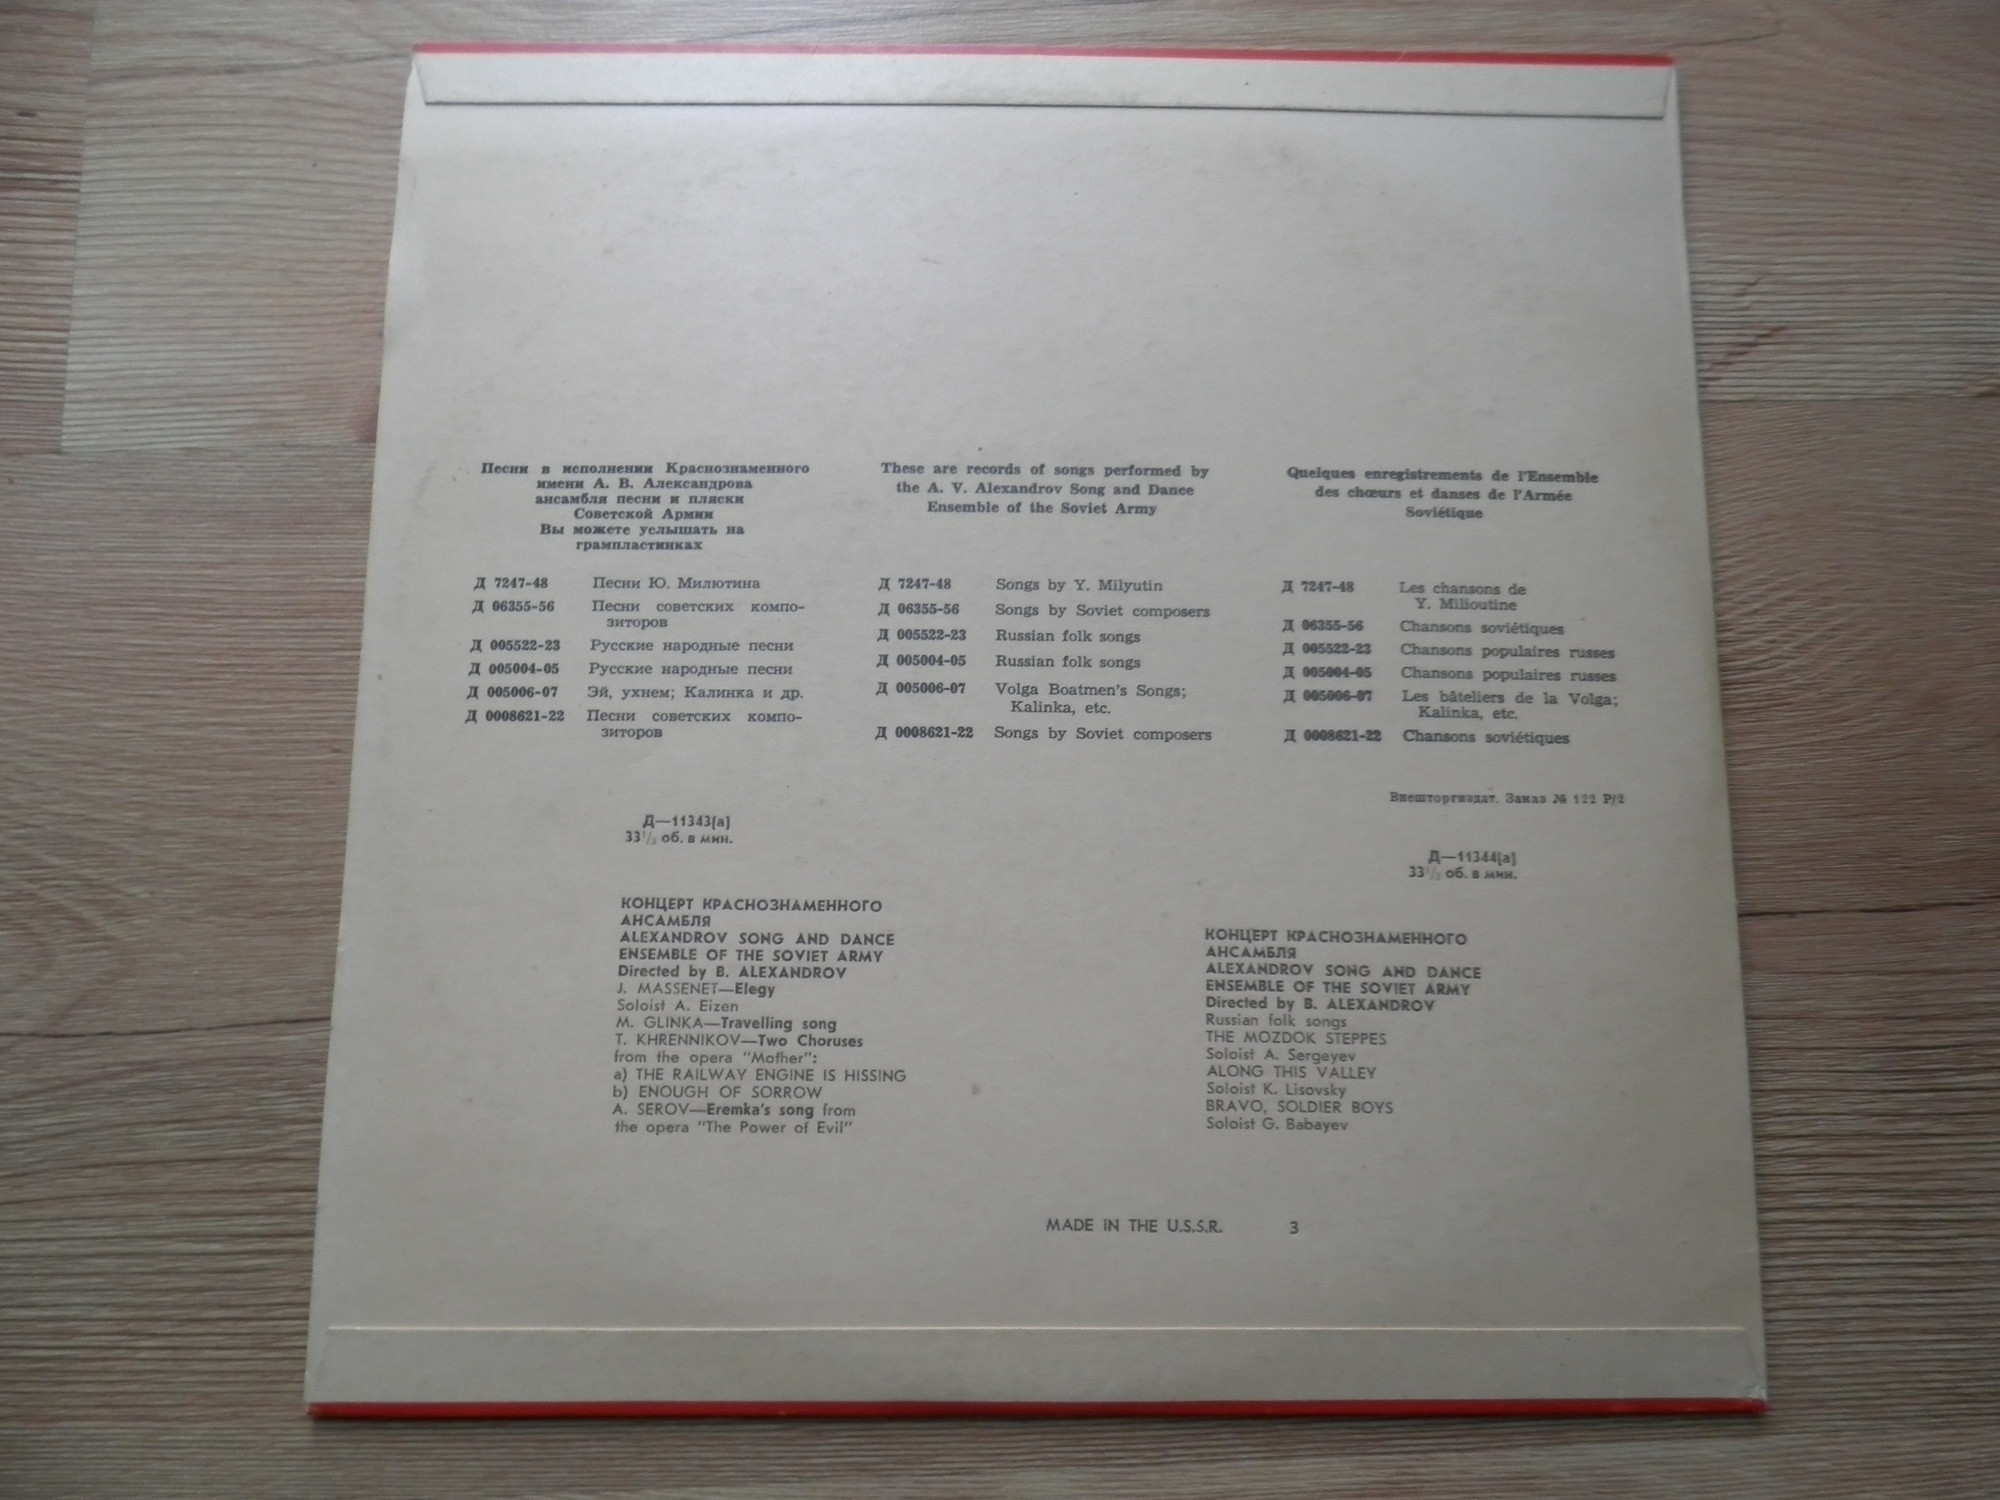 Песни в исполнении Краснознаменного
имени А. В. Александрова
ансамбля песни и пляски
Советской Армии
Вы можете услышать на
грампластинках
Д 7247-48 Песни Ю. Милютина
Д 06355-56 Песни советских компо-
зиторов
Д 005522-23 Русские народные песни
Д 005004-05 Русские народные песни
Д 005006-07 Эй, ухнем; Калинка и др.
Д 0008621-22 Песни советских компо-
зиторов
These are records of songs performed by
the A. V. Alexandrov Song and Dance
Ensemble of the Soviet Army
Д 7247-48 Songs by Y. Milyutin
Д 06355-56 Songs by Soviet composers
Д 005522-23 Russian folk songs
Д 005004-05 Russian folk songs
Д 005006-07 Volga Boatmen's Songs;
Kalinka, etc.
Д 0008621-22 Songs by Soviet composers
Quelques enregistrements de l'Ensemble
des chœurs et danses de l'Armée
Soviétique
Д 7247-48 Les chansons de
Y. Milioutine
Д 06355-56 Chansons soviétiques
Д 005522-23 Chansons populaires russes
Д 005004-05 Chansons populaires russes
Д 005006-07 Les bâteliers de la Volga;
Kalinka, etc.
Д 0008621-22 Chansons soviétiques
Внешторгиздат. Заказ № 122 Р/2
Д—11343(а)
33 1/3 об. в мин.
КОНЦЕРТ КРАСНОЗНАМЕННОГО
АНСАМБЛЯ
ALEXANDROV SONG AND DANCE
ENSEMBLE OF THE SOVIET ARMY
Directed by B. ALEXANDROV
J. MASSENET—Elegy
Soloist A. Eizen
M. GLINKA—Travelling song
T. KHRENNIKOV—Two Choruses
from the opera "Mother":
a) THE RAILWAY ENGINE IS HISSING
b) ENOUGH OF SORROW
A. SEROV—Eremka's song from
the opera "The Power of Evil"
Д—11344(а)
33 1/3 об. в мин.
КОНЦЕРТ КРАСНОЗНАМЕННОГО
АНСАМБЛЯ
ALEXANDROV SONG AND DANCE
ENSEMBLE OF THE SOVIET ARMY
Directed by B. ALEXANDROV
Russian folk songs
THE MOZDOK STEPPES
Soloist A. Sergeyev
ALONG THIS VALLEY
Soloist K. Lisovsky
BRAVO, SOLDIER BOYS
Soloist G. Babayev
MADE IN THE U.S.S.R. 3